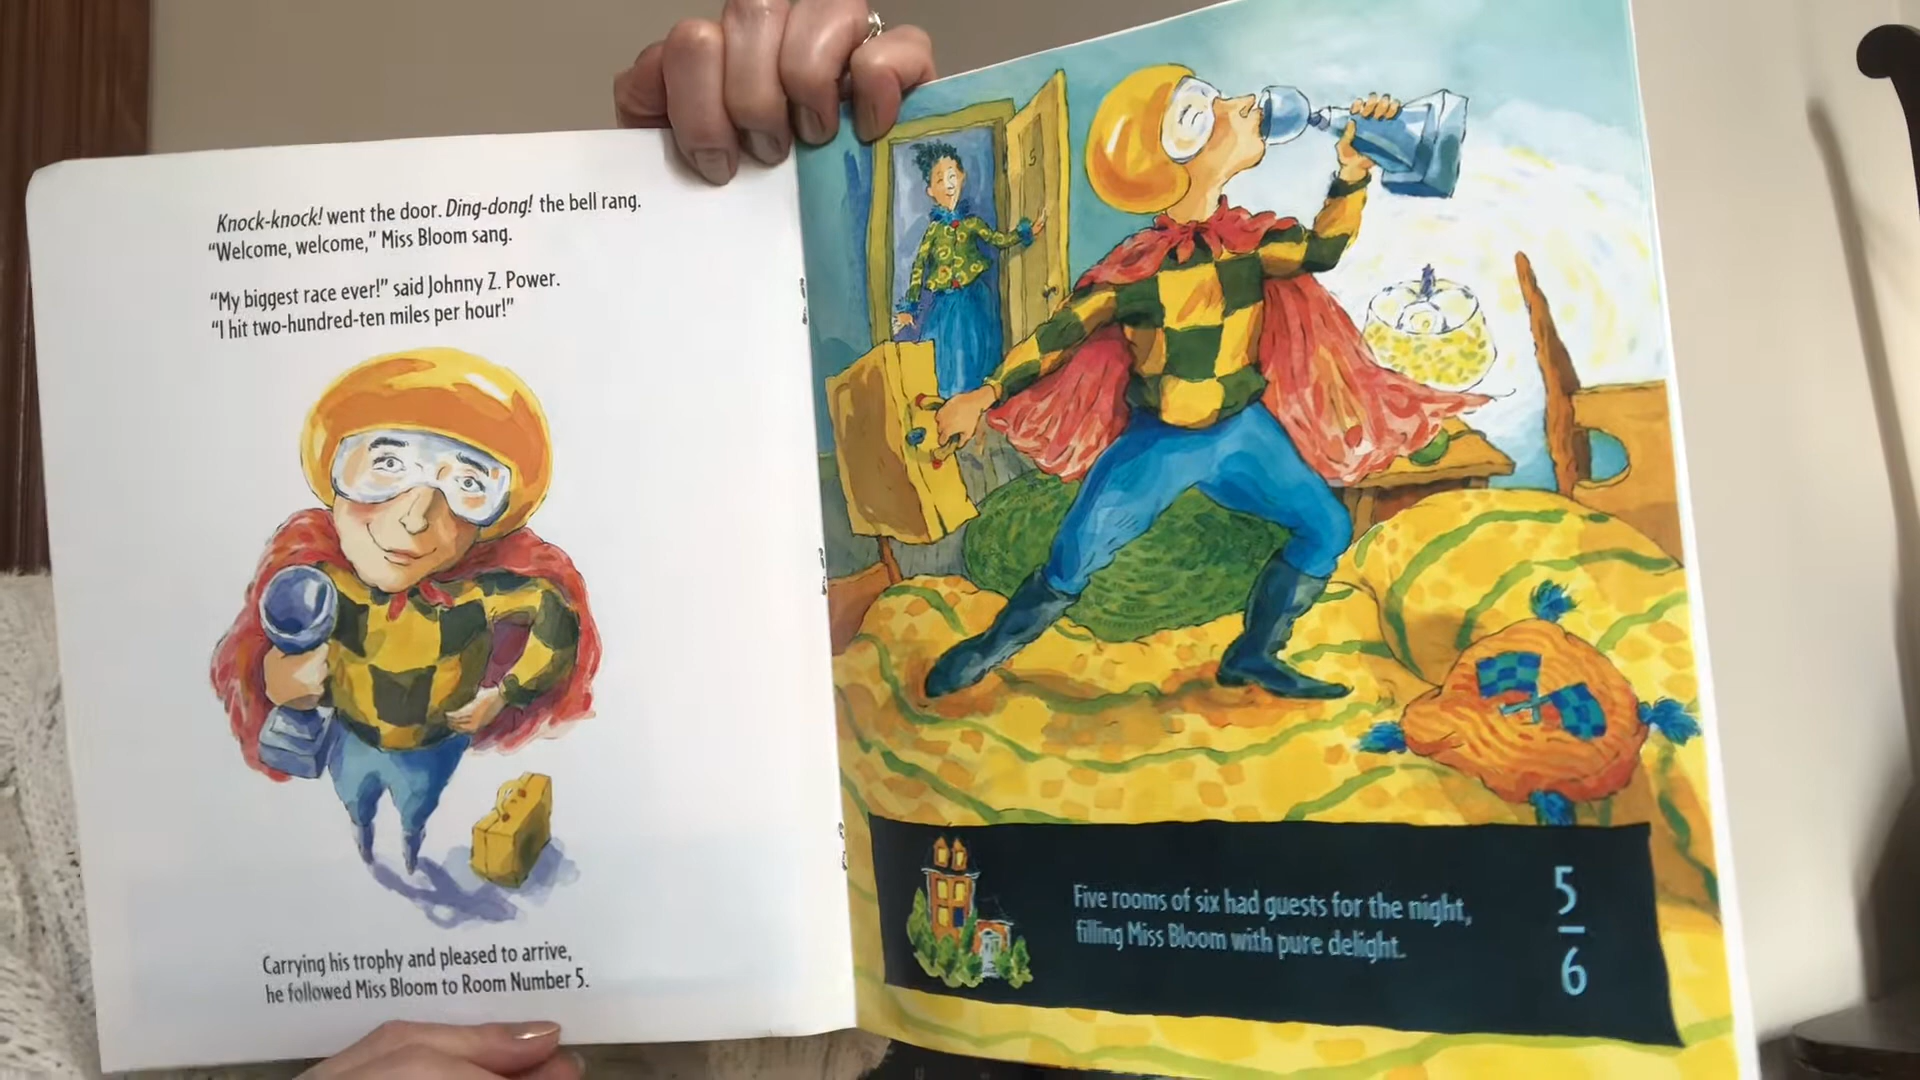 Knock-knock! went the door. Ding-dong! the bell rang.
“Welcome, welcome,” Miss Bloom sang.
“My biggest race ever!” said Johnny Z. Power.
“I hit two-hundred-ten miles per hour!”
Carrying his trophy and pleased to arrive,
he followed Miss Bloom to Room Number 5.
5
Five rooms of six had guests for the night,
filling Miss Bloom with pure delight.
5
6